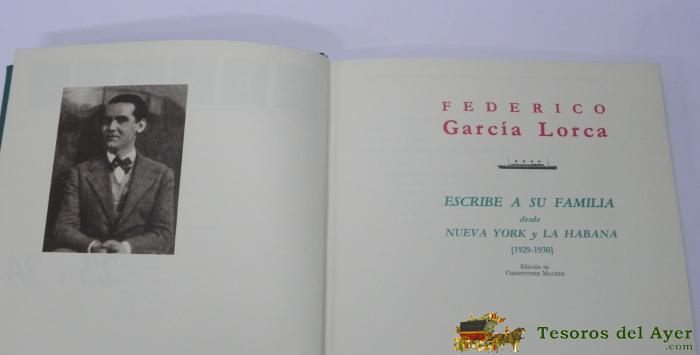 FEDERICO
García Lorca
ESCRIBE A SU FAMILIA
desde
NUEVA YORK y LA HABANA
[1929-1930]
Edición de
CHRISTOPHER MAURER
Tesoros del Ayer
.com